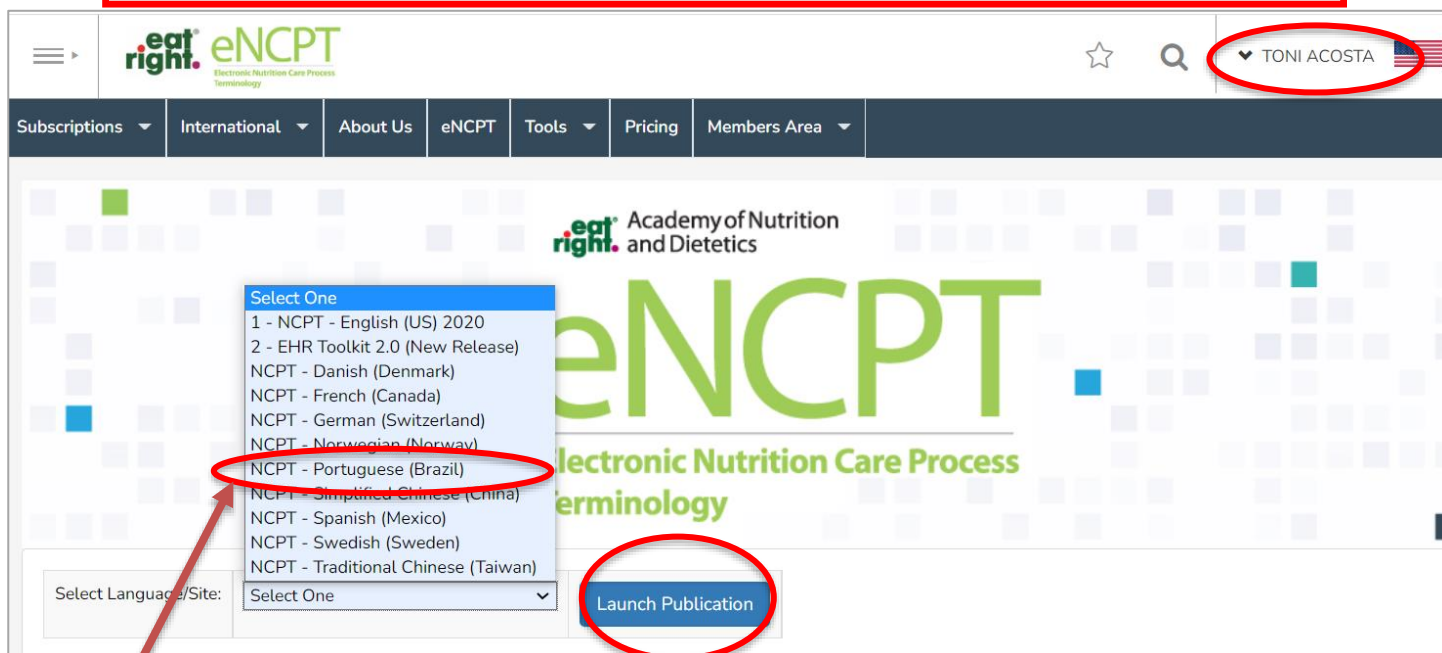 eat right. eNCPT
Electronic Nutrition Care Process
Terminology
TONI ACOSTA
Subscriptions International About Us eNCPT Tools Pricing Members Area
eat right. Academy of Nutrition
and Dietetics
eNCPT
Electronic Nutrition Care Process
Terminology
Select One
1 - NCPT - English (US) 2020
2 - EHR Toolkit 2.0 (New Release)
NCPT - Danish (Denmark)
NCPT - French (Canada)
NCPT - German (Switzerland)
NCPT - Norwegian (Norway)
NCPT - Portuguese (Brazil)
NCPT - Simplified Chinese (China)
NCPT - Spanish (Mexico)
NCPT - Swedish (Sweden)
NCPT - Traditional Chinese (Taiwan)
Select Language/Site: Select One Launch Publication